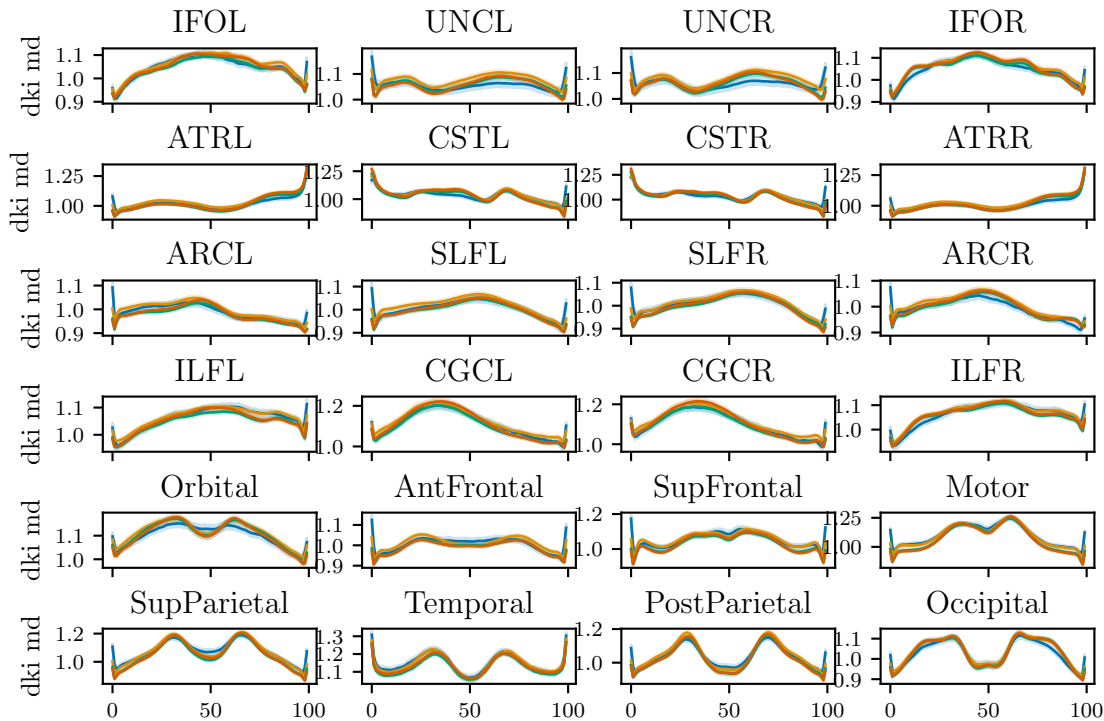 IFOL UNCL UNCR IFOR
dki md 1.1 1.0 0.9 1.1 1.0 1.1 1.0 1.1 1.0 0.9
ATRL CSTL CSTR ATRR
dki md 1.25 1.00 1.25 1.00 1.25 1.00 1.25 1.00
ARCL SLFL SLFR ARCR
dki md 1.1 1.0 0.9 1.1 1.0 0.9 1.1 1.0 0.9 1.1 1.0 0.9
ILFL CGCL CGCR ILFR
dki md 1.1 1.0 1.2 1.0 1.2 1.0 1.1 1.0
Orbital AntFrontal SupFrontal Motor
dki md 1.1 1.0 1.1 1.0 0.9 1.2 1.0 1.25 1.00
SupParietal Temporal PostParietal Occipital
dki md 1.2 1.0 1.3 1.2 1.1 1.2 1.0 1.1 1.0 0.9
0 50 100 0 50 100 0 50 100 0 50 100